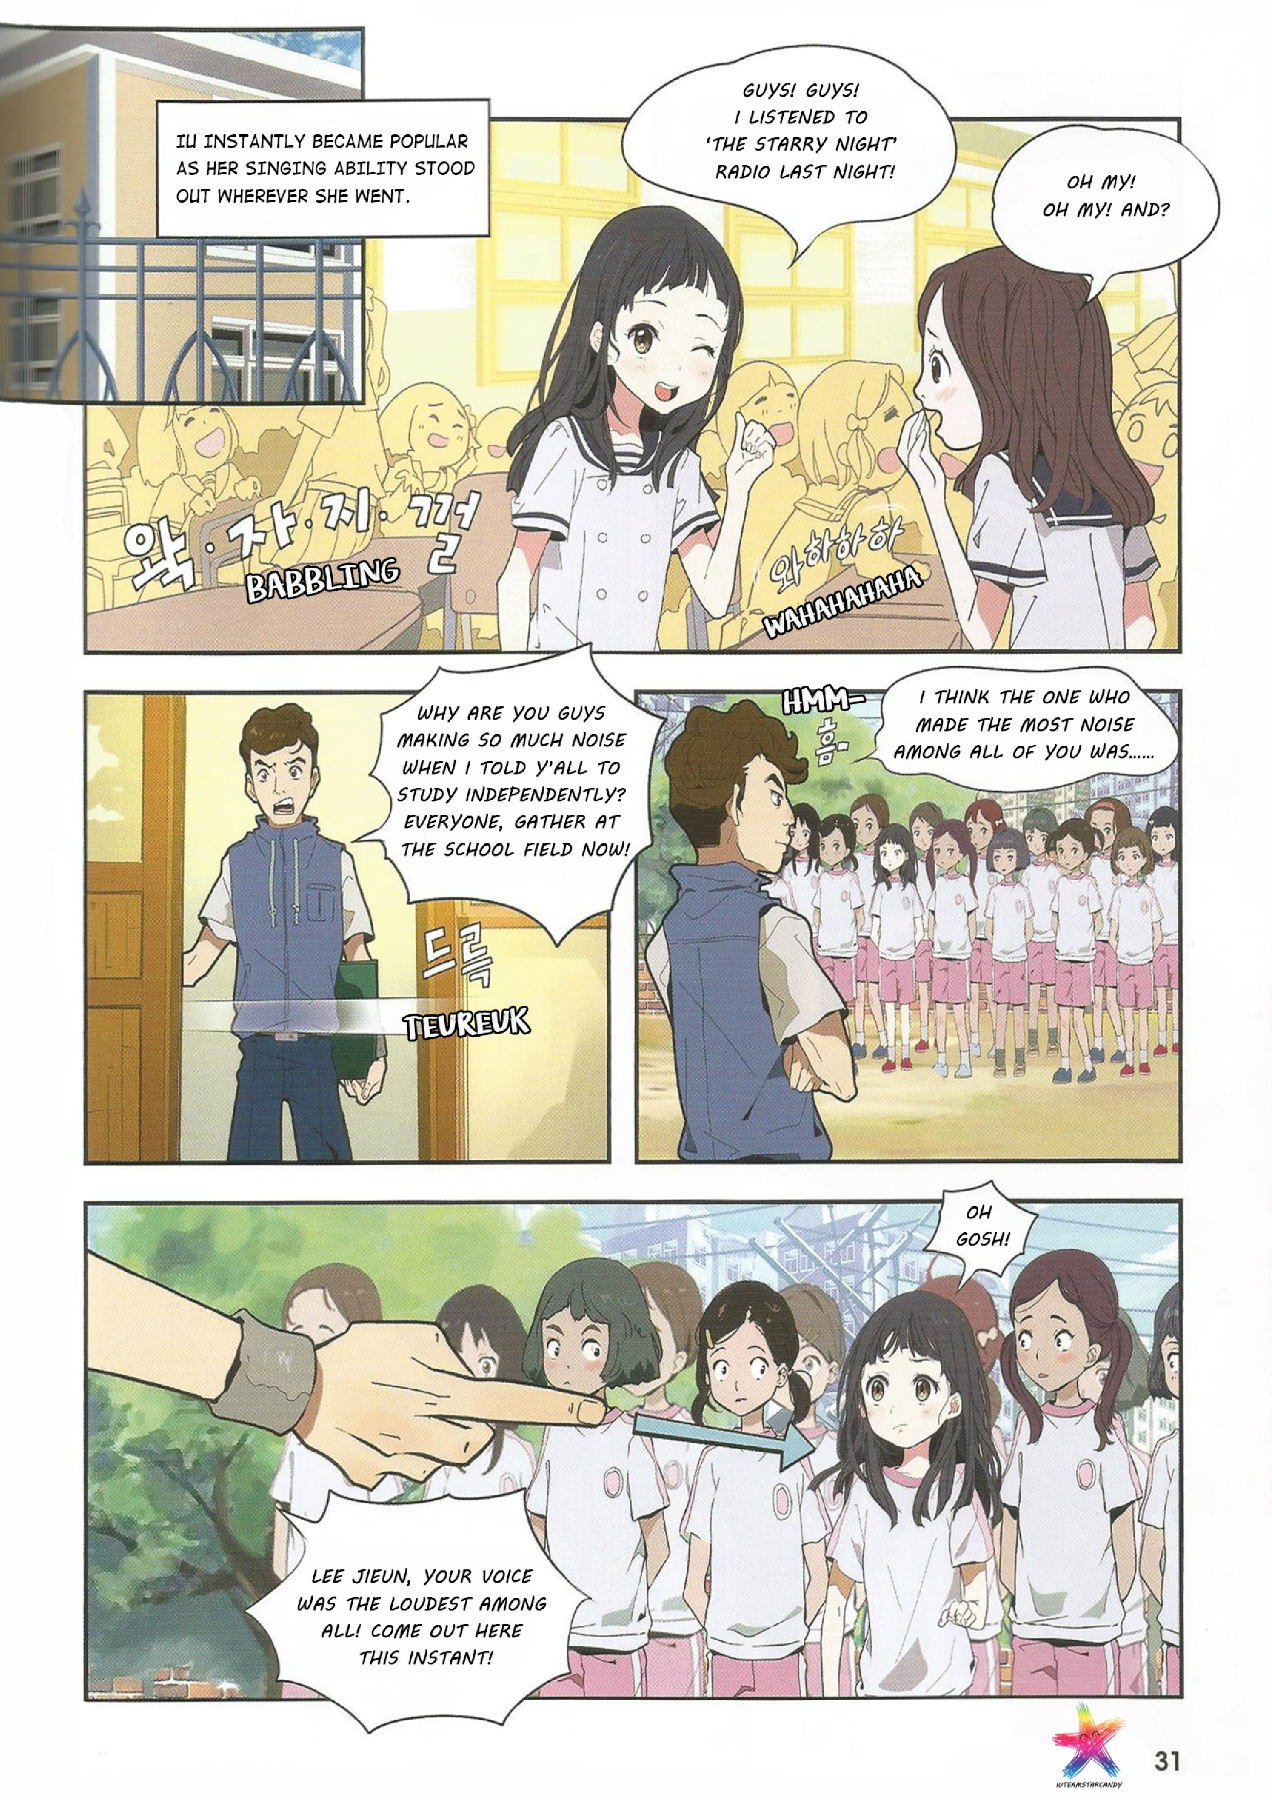 IU INSTANTLY BECAME POPULAR
AS HER SINGING ABILITY STOOD
OUT WHEREVER SHE WENT.
GUYS! GUYS!
I LISTENED TO
'THE STARRY NIGHT'
RADIO LAST NIGHT!
OH MY!
OH MY! AND?
왁·자·지·껄
BABBLING
와하하하
WAHAHAHAHA
WHY ARE YOU GUYS
MAKING SO MUCH NOISE
WHEN I TOLD Y'ALL TO
STUDY INDEPENDENTLY?
EVERYONE, GATHER AT
THE SCHOOL FIELD NOW!
드륵
TEUREUK
HMM-
흠-
I THINK THE ONE WHO
MADE THE MOST NOISE
AMONG ALL OF YOU WAS......
OH
GOSH!
LEE JIEUN, YOUR VOICE
WAS THE LOUDEST AMONG
ALL! COME OUT HERE
THIS INSTANT!
IUTEAMSTARCANDY
31